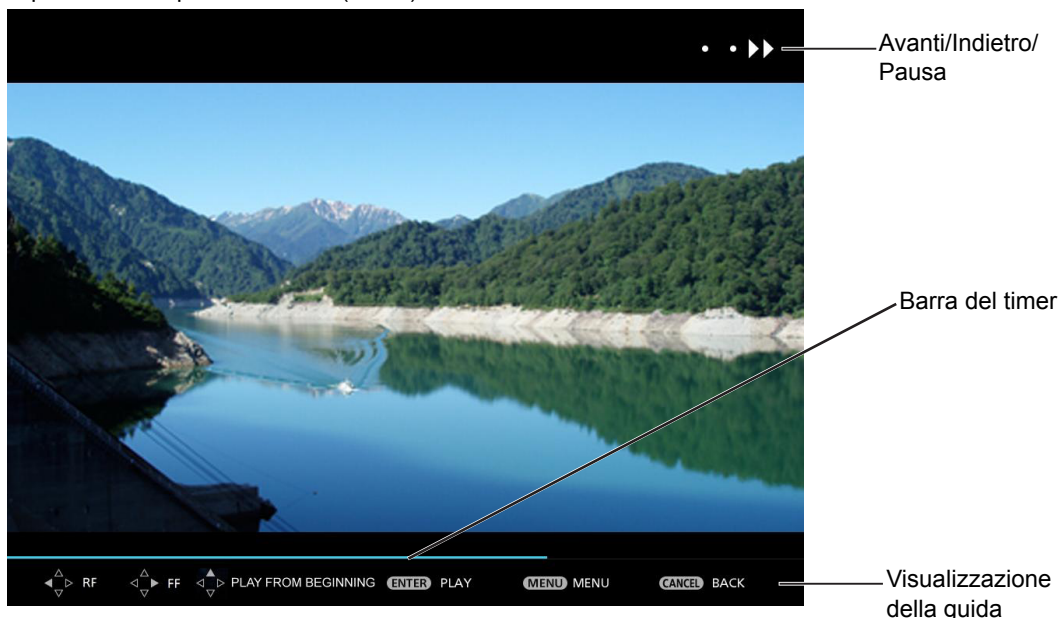 Avanti/Indietro/
Pausa
Barra del timer
RF FF PLAY FROM BEGINNING ENTER PLAY MENU MENU CANCEL BACK
Visualizzazione
della guida